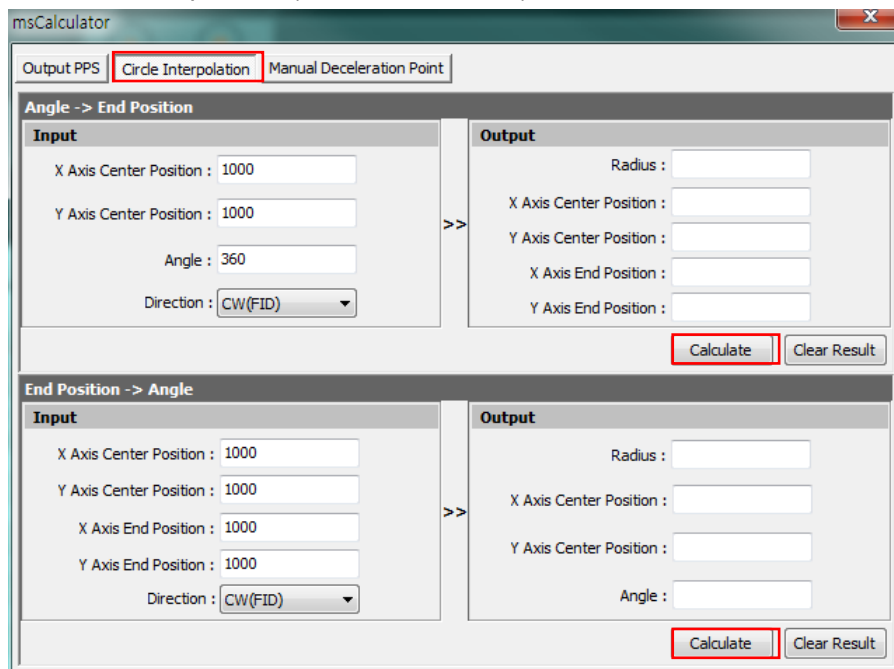 msCalculator
x
Output PPS Circle Interpolation Manual Deceleration Point
Angle -> End Position
Input
X Axis Center Position : 1000
Y Axis Center Position : 1000
Angle : 360
Direction : CW(FID)
>>
Output
Radius :
X Axis Center Position :
Y Axis Center Position :
X Axis End Position :
Y Axis End Position :
Calculate Clear Result
End Position -> Angle
Input
X Axis Center Position : 1000
Y Axis Center Position : 1000
X Axis End Position : 1000
Y Axis End Position : 1000
Direction : CW(FID)
>>
Output
Radius :
X Axis Center Position :
Y Axis Center Position :
Angle :
Calculate Clear Result